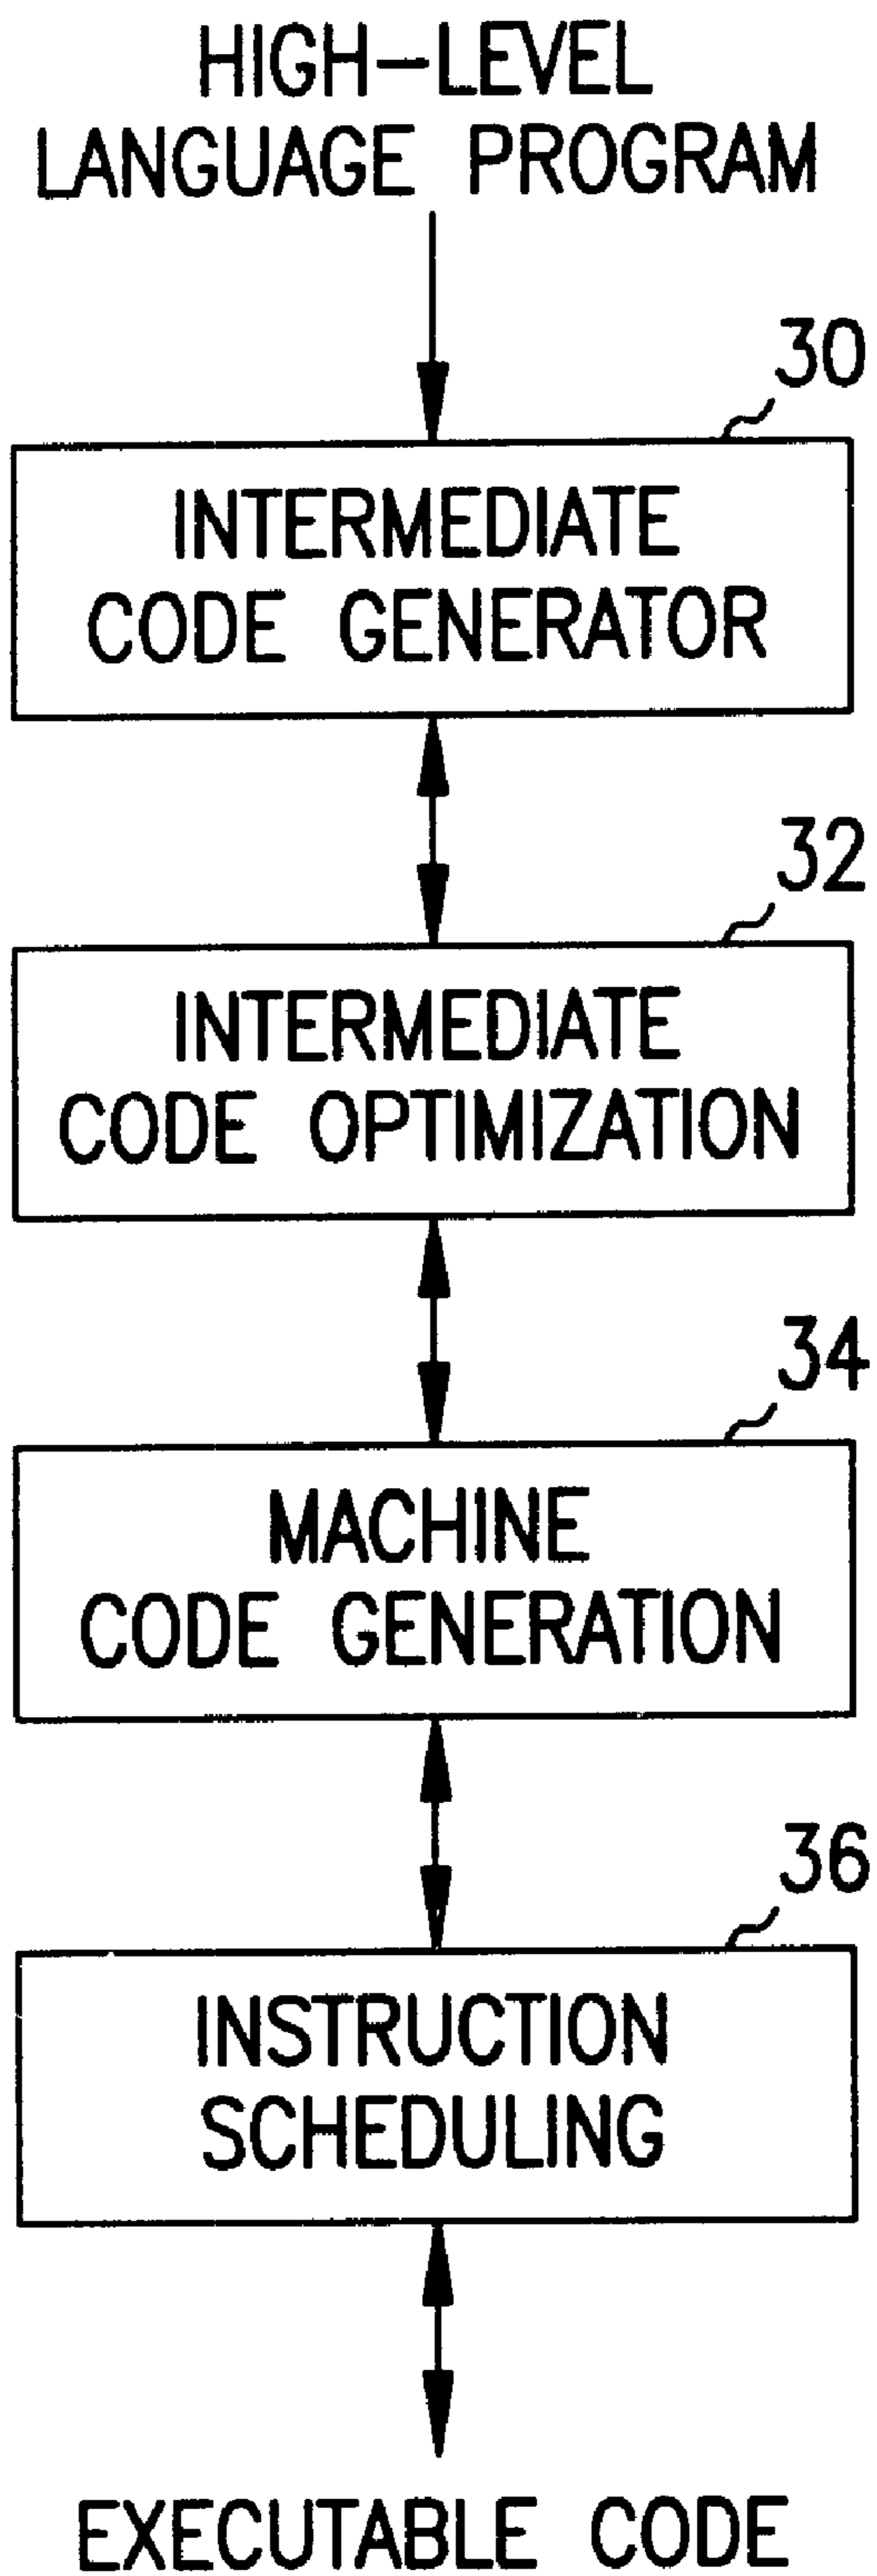 HIGH-LEVEL
LANGUAGE PROGRAM
30
INTERMEDIATE
CODE GENERATOR
32
INTERMEDIATE
CODE OPTIMIZATION
34
MACHINE
CODE GENERATION
36
INSTRUCTION
SCHEDULING
EXECUTABLE CODE